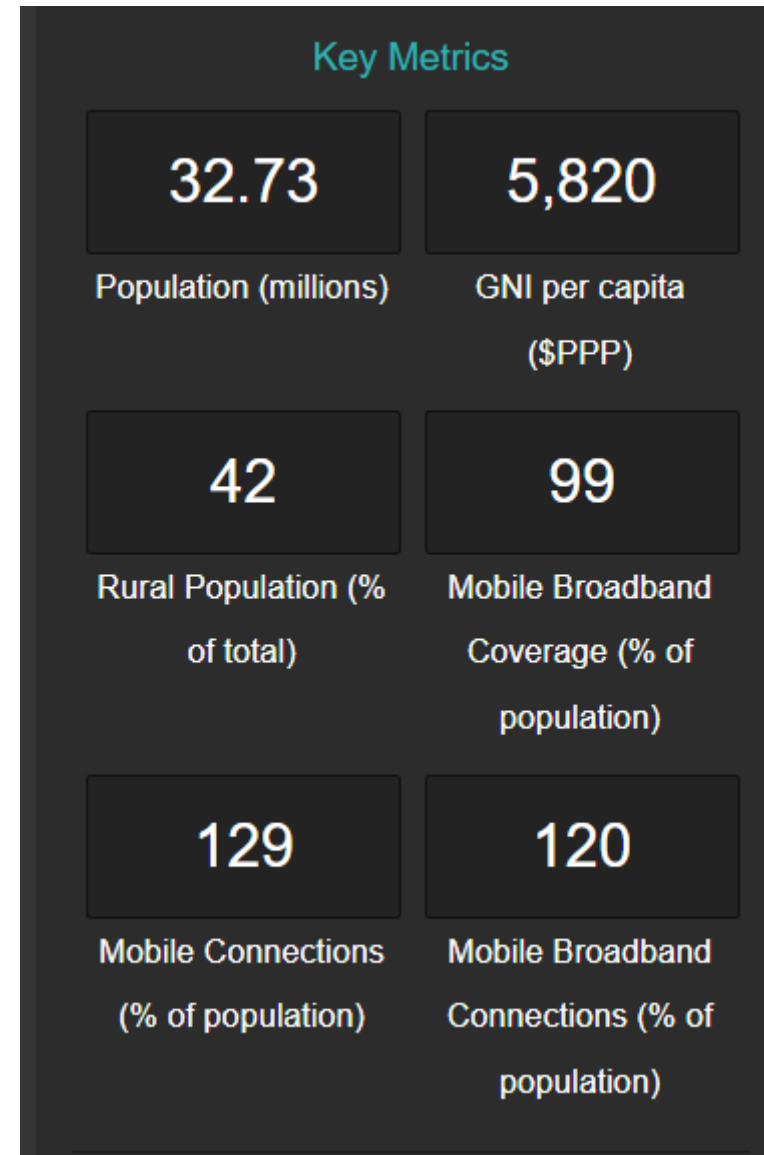 Key Metrics
32.73
Population (millions)
5,820
GNI per capita
($PPP)
42
Rural Population (%
of total)
99
Mobile Broadband
Coverage (% of
population)
129
Mobile Connections
(% of population)
120
Mobile Broadband
Connections (% of
population)